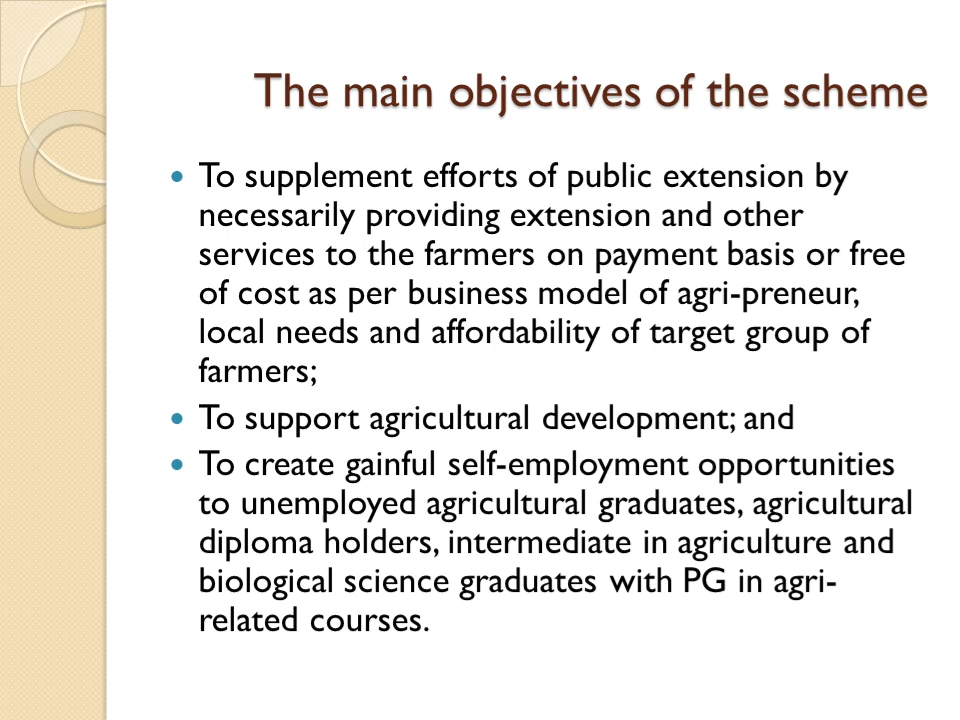 The main objectives of the scheme
• To supplement efforts of public extension by
necessarily providing extension and other
services to the farmers on payment basis or free
of cost as per business model of agri-preneur,
local needs and affordability of target group of
farmers;
• To support agricultural development; and
• To create gainful self-employment opportunities
to unemployed agricultural graduates, agricultural
diploma holders, intermediate in agriculture and
biological science graduates with PG in agri-
related courses.